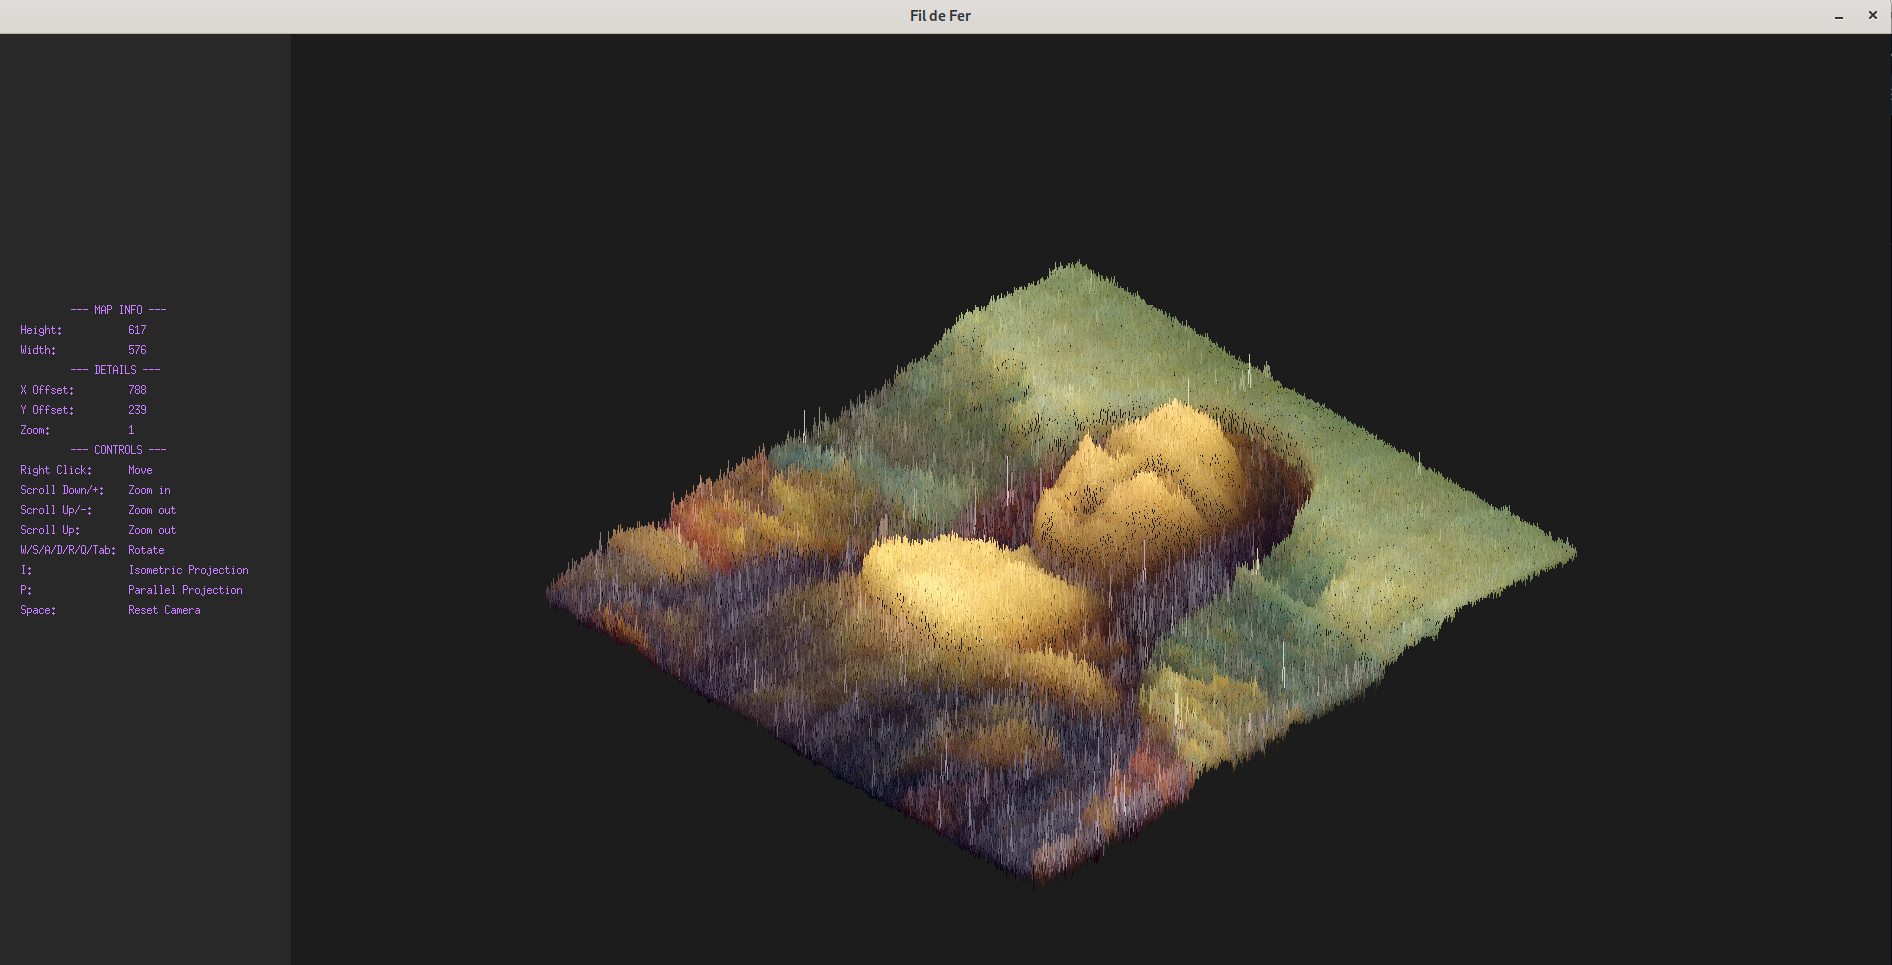 Fil de Fer
--- MAP INFO ---
Height: 617
Width: 576
--- DETAILS ---
X Offset: 788
Y Offset: 239
Zoom: 1
--- CONTROLS ---
Right Click: Move
Scroll Down/+: Zoom in
Scroll Up/-: Zoom out
Scroll Up: Zoom out
W/S/A/D/R/Q/Tab: Rotate
I: Isometric Projection
P: Parallel Projection
Space: Reset Camera